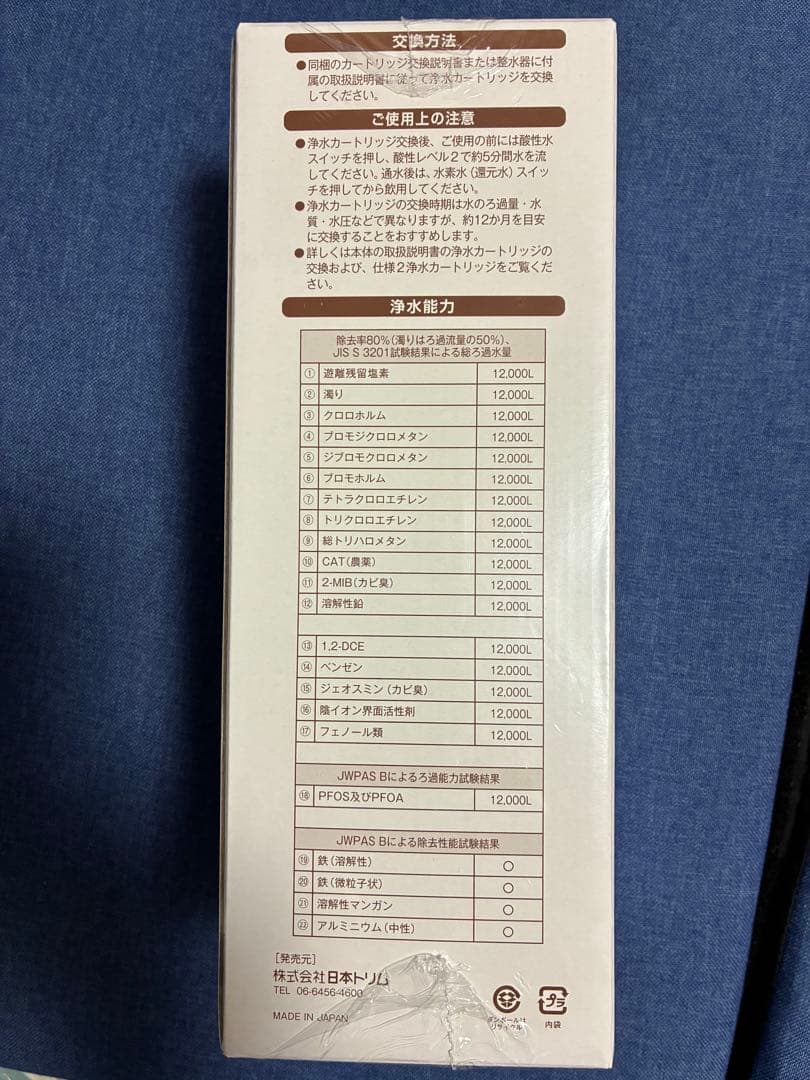 交換方法
●同梱のカートリッジ交換説明書または整水器に付
属の取扱説明書に従って浄水カートリッジを交換
してください。
ご使用上の注意
●浄水カートリッジ交換後、ご使用の前には酸性水
スイッチを押し、酸性レベル2で約5分間水を流
してください。通水後は、水素水(還元水)スイッ
チを押してから飲用してください。
●浄水カートリッジの交換時期は水のろ過量・水
質・水圧などで異なりますが、約12か月を目安
に交換することをおすすめします。
●詳しくは本体の取扱説明書の浄水カートリッジの
交換および、仕様2浄水カートリッジをご覧くだ
さい。
浄水能力
除去率80%(濁りはろ過流量の50%)、
JIS S 3201試験結果による総ろ過水量
① 遊離残留塩素 12,000L
② 濁り 12,000L
③ クロロホルム 12,000L
④ ブロモジクロロメタン 12,000L
⑤ ジブロモクロロメタン 12,000L
⑥ ブロモホルム 12,000L
⑦ テトラクロロエチレン 12,000L
⑧ トリクロロエチレン 12,000L
⑨ 総トリハロメタン 12,000L
⑩ CAT(農薬) 12,000L
⑪ 2-MIB(カビ臭) 12,000L
⑫ 溶解性鉛 12,000L
⑬ 1,2-DCE 12,000L
⑭ ベンゼン 12,000L
⑮ ジェオスミン(カビ臭) 12,000L
⑯ 陰イオン界面活性剤 12,000L
⑰ フェノール類 12,000L
JWPAS Bによるろ過能力試験結果
⑱ PFOS及びPFOA 12,000L
JWPAS Bによる除去性能試験結果
⑲ 鉄(溶解性) ○
⑳ 鉄(微粒子状) ○
㉑ 溶解性マンガン ○
㉒ アルミニウム(中性) ○
[発売元]
株式会社日本トリム
TEL 06-6456-4600
MADE IN JAPAN
ダンボールは
リサイクル
プラ
内袋